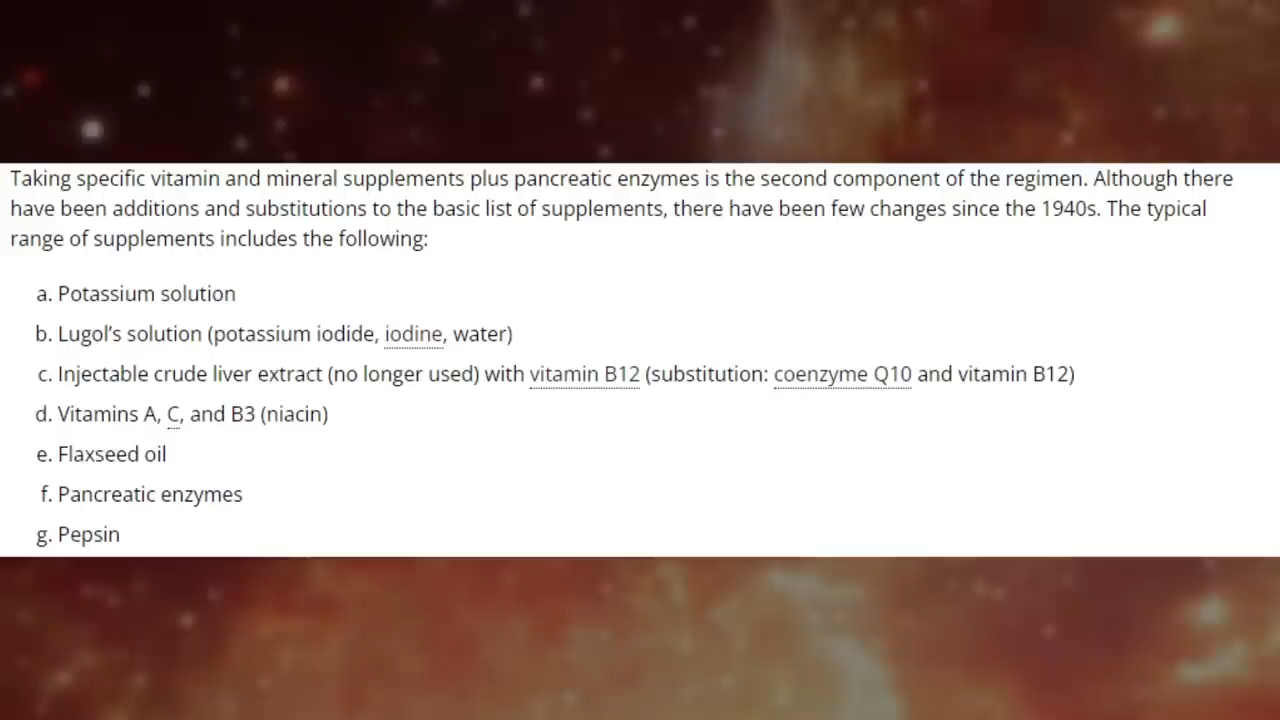 Taking specific vitamin and mineral supplements plus pancreatic enzymes is the second component of the regimen. Although there
have been additions and substitutions to the basic list of supplements, there have been few changes since the 1940s. The typical
range of supplements includes the following:
a. Potassium solution
b. Lugol's solution (potassium iodide, iodine, water)
c. Injectable crude liver extract (no longer used) with vitamin B12 (substitution: coenzyme Q10 and vitamin B12)
d. Vitamins A, C, and B3 (niacin)
e. Flaxseed oil
f. Pancreatic enzymes
g. Pepsin